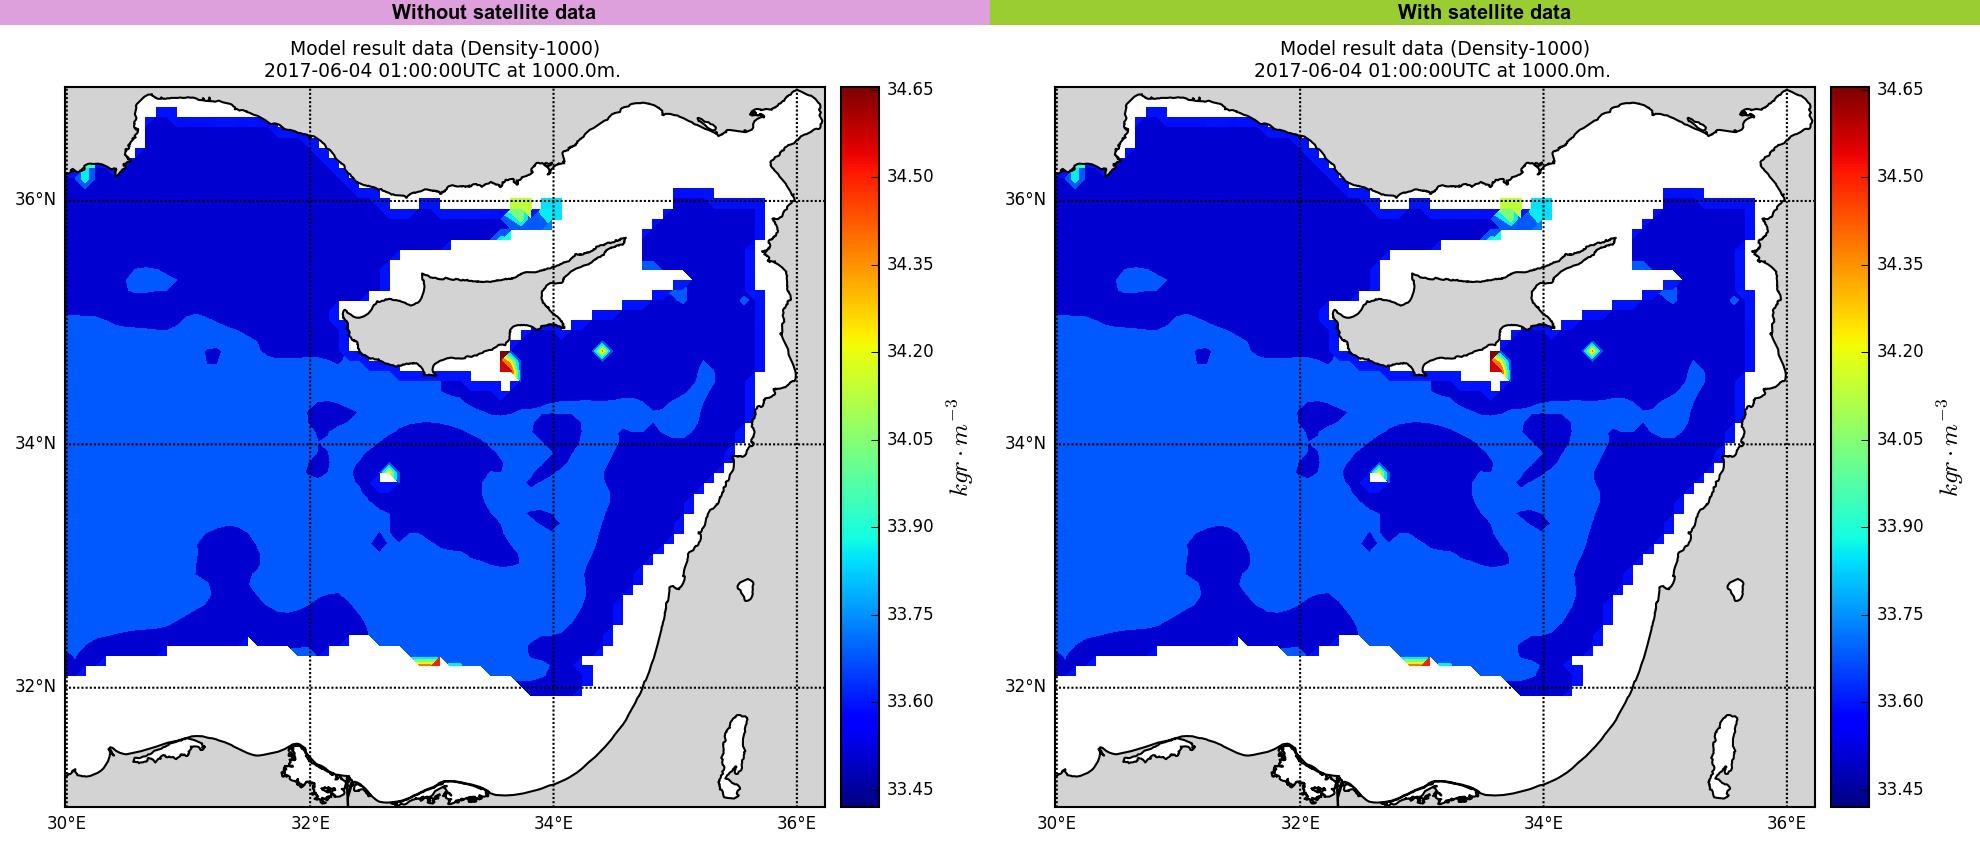 Without satellite data
With satellite data
Model result data (Density-1000)
2017-06-04 01:00:00UTC at 1000.0m.
36°N
34°N
32°N
30°E
32°E
34°E
36°E
34.65
34.50
34.35
34.20
34.05
33.90
33.75
33.60
33.45
kgr · m⁻³
Model result data (Density-1000)
2017-06-04 01:00:00UTC at 1000.0m.
36°N
34°N
32°N
30°E
32°E
34°E
36°E
34.65
34.50
34.35
34.20
34.05
33.90
33.75
33.60
33.45
kgr · m⁻³